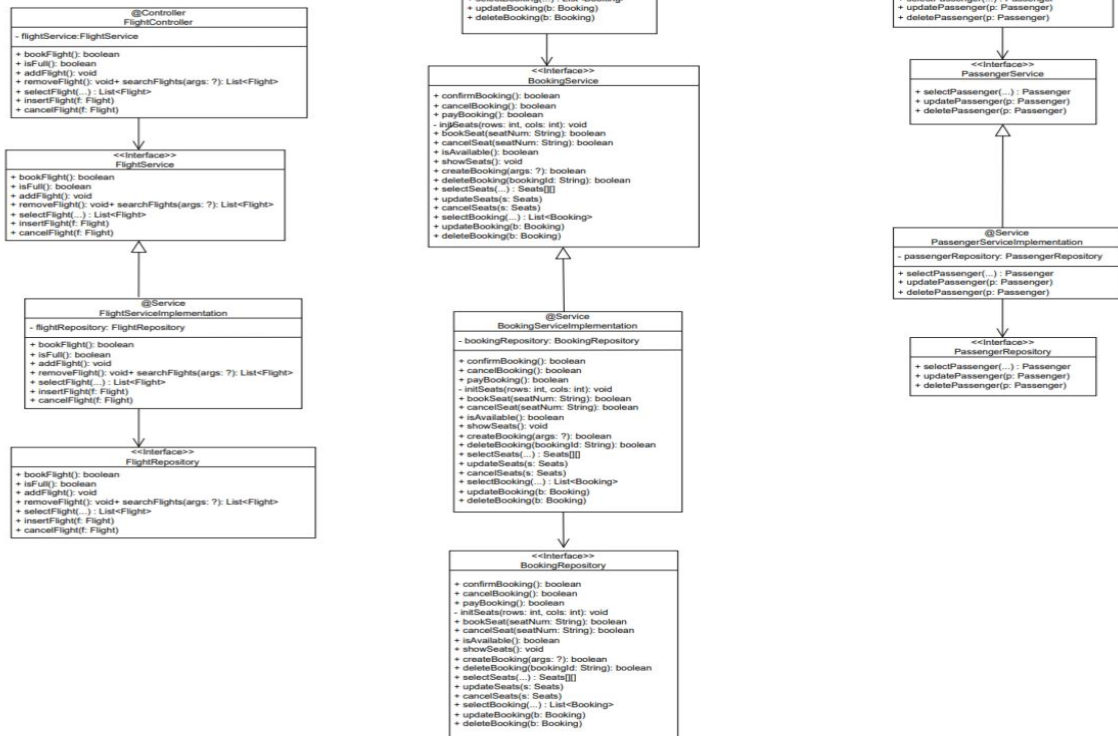 @Controller
FlightController
- flightService:FlightService
+ bookFlight(): boolean
+ isFull(): boolean
+ addFlight(): void
+ removeFlight(): void+ searchFlights(args: ?): List<Flight>
+ selectFlight(...) : List<Flight>
+ insertFlight(f: Flight)
+ cancelFlight(f: Flight)
<<Interface>>
FlightService
+ bookFlight(): boolean
+ isFull(): boolean
+ addFlight(): void
+ removeFlight(): void+ searchFlights(args: ?): List<Flight>
+ selectFlight(...) : List<Flight>
+ insertFlight(f: Flight)
+ cancelFlight(f: Flight)
@Service
FlightServiceImplementation
- flightRepository: FlightRepository
+ bookFlight(): boolean
+ isFull(): boolean
+ addFlight(): void
+ removeFlight(): void+ searchFlights(args: ?): List<Flight>
+ selectFlight(...) : List<Flight>
+ insertFlight(f: Flight)
+ cancelFlight(f: Flight)
<<Interface>>
FlightRepository
+ bookFlight(): boolean
+ isFull(): boolean
+ addFlight(): void
+ removeFlight(): void+ searchFlights(args: ?): List<Flight>
+ selectFlight(...) : List<Flight>
+ insertFlight(f: Flight)
+ cancelFlight(f: Flight)
+ updateBooking(b: Booking)
+ deleteBooking(b: Booking)
<<Interface>>
BookingService
+ confirmBooking(): boolean
+ cancelBooking(): boolean
+ payBooking(): boolean
- initSeats(rows: int, cols: int): void
+ bookSeat(seatNum: String): boolean
+ cancelSeat(seatNum: String): boolean
+ isAvailable(): boolean
+ showSeats(): void
+ createBooking(args: ?): boolean
+ deleteBooking(bookingId: String): boolean
+ selectSeats(...) : Seats[][]
+ updateSeats(s: Seats)
+ cancelSeats(s: Seats)
+ selectBooking(...) : List<Booking>
+ updateBooking(b: Booking)
+ deleteBooking(b: Booking)
@Service
BookingServiceImplementation
- bookingRepository: BookingRepository
+ confirmBooking(): boolean
+ cancelBooking(): boolean
+ payBooking(): boolean
- initSeats(rows: int, cols: int): void
+ bookSeat(seatNum: String): boolean
+ cancelSeat(seatNum: String): boolean
+ isAvailable(): boolean
+ showSeats(): void
+ createBooking(args: ?): boolean
+ deleteBooking(bookingId: String): boolean
+ selectSeats(...) : Seats[][]
+ updateSeats(s: Seats)
+ cancelSeats(s: Seats)
+ selectBooking(...) : List<Booking>
+ updateBooking(b: Booking)
+ deleteBooking(b: Booking)
<<Interface>>
BookingRepository
+ confirmBooking(): boolean
+ cancelBooking(): boolean
+ payBooking(): boolean
- initSeats(rows: int, cols: int): void
+ bookSeat(seatNum: String): boolean
+ cancelSeat(seatNum: String): boolean
+ isAvailable(): boolean
+ showSeats(): void
+ createBooking(args: ?): boolean
+ deleteBooking(bookingId: String): boolean
+ selectSeats(...) : Seats[][]
+ updateSeats(s: Seats)
+ cancelSeats(s: Seats)
+ selectBooking(...) : List<Booking>
+ updateBooking(b: Booking)
+ deleteBooking(b: Booking)
+ updatePassenger(p: Passenger)
+ deletePassenger(p: Passenger)
<<Interface>>
PassengerService
+ selectPassenger(...) : Passenger
+ updatePassenger(p: Passenger)
+ deletePassenger(p: Passenger)
@Service
PassengerServiceImplementation
- passengerRepository: PassengerRepository
+ selectPassenger(...) : Passenger
+ updatePassenger(p: Passenger)
+ deletePassenger(p: Passenger)
<<Interface>>
PassengerRepository
+ selectPassenger(...) : Passenger
+ updatePassenger(p: Passenger)
+ deletePassenger(p: Passenger)